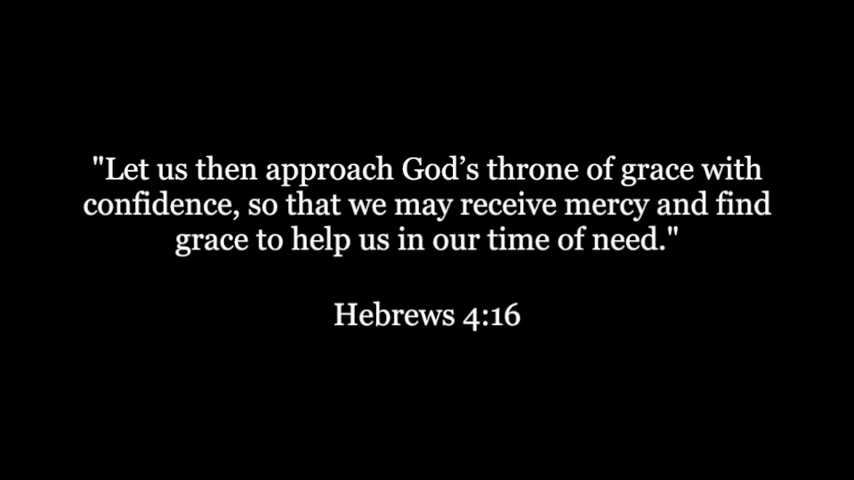 "Let us then approach God’s throne of grace with
confidence, so that we may receive mercy and find
grace to help us in our time of need."
Hebrews 4:16